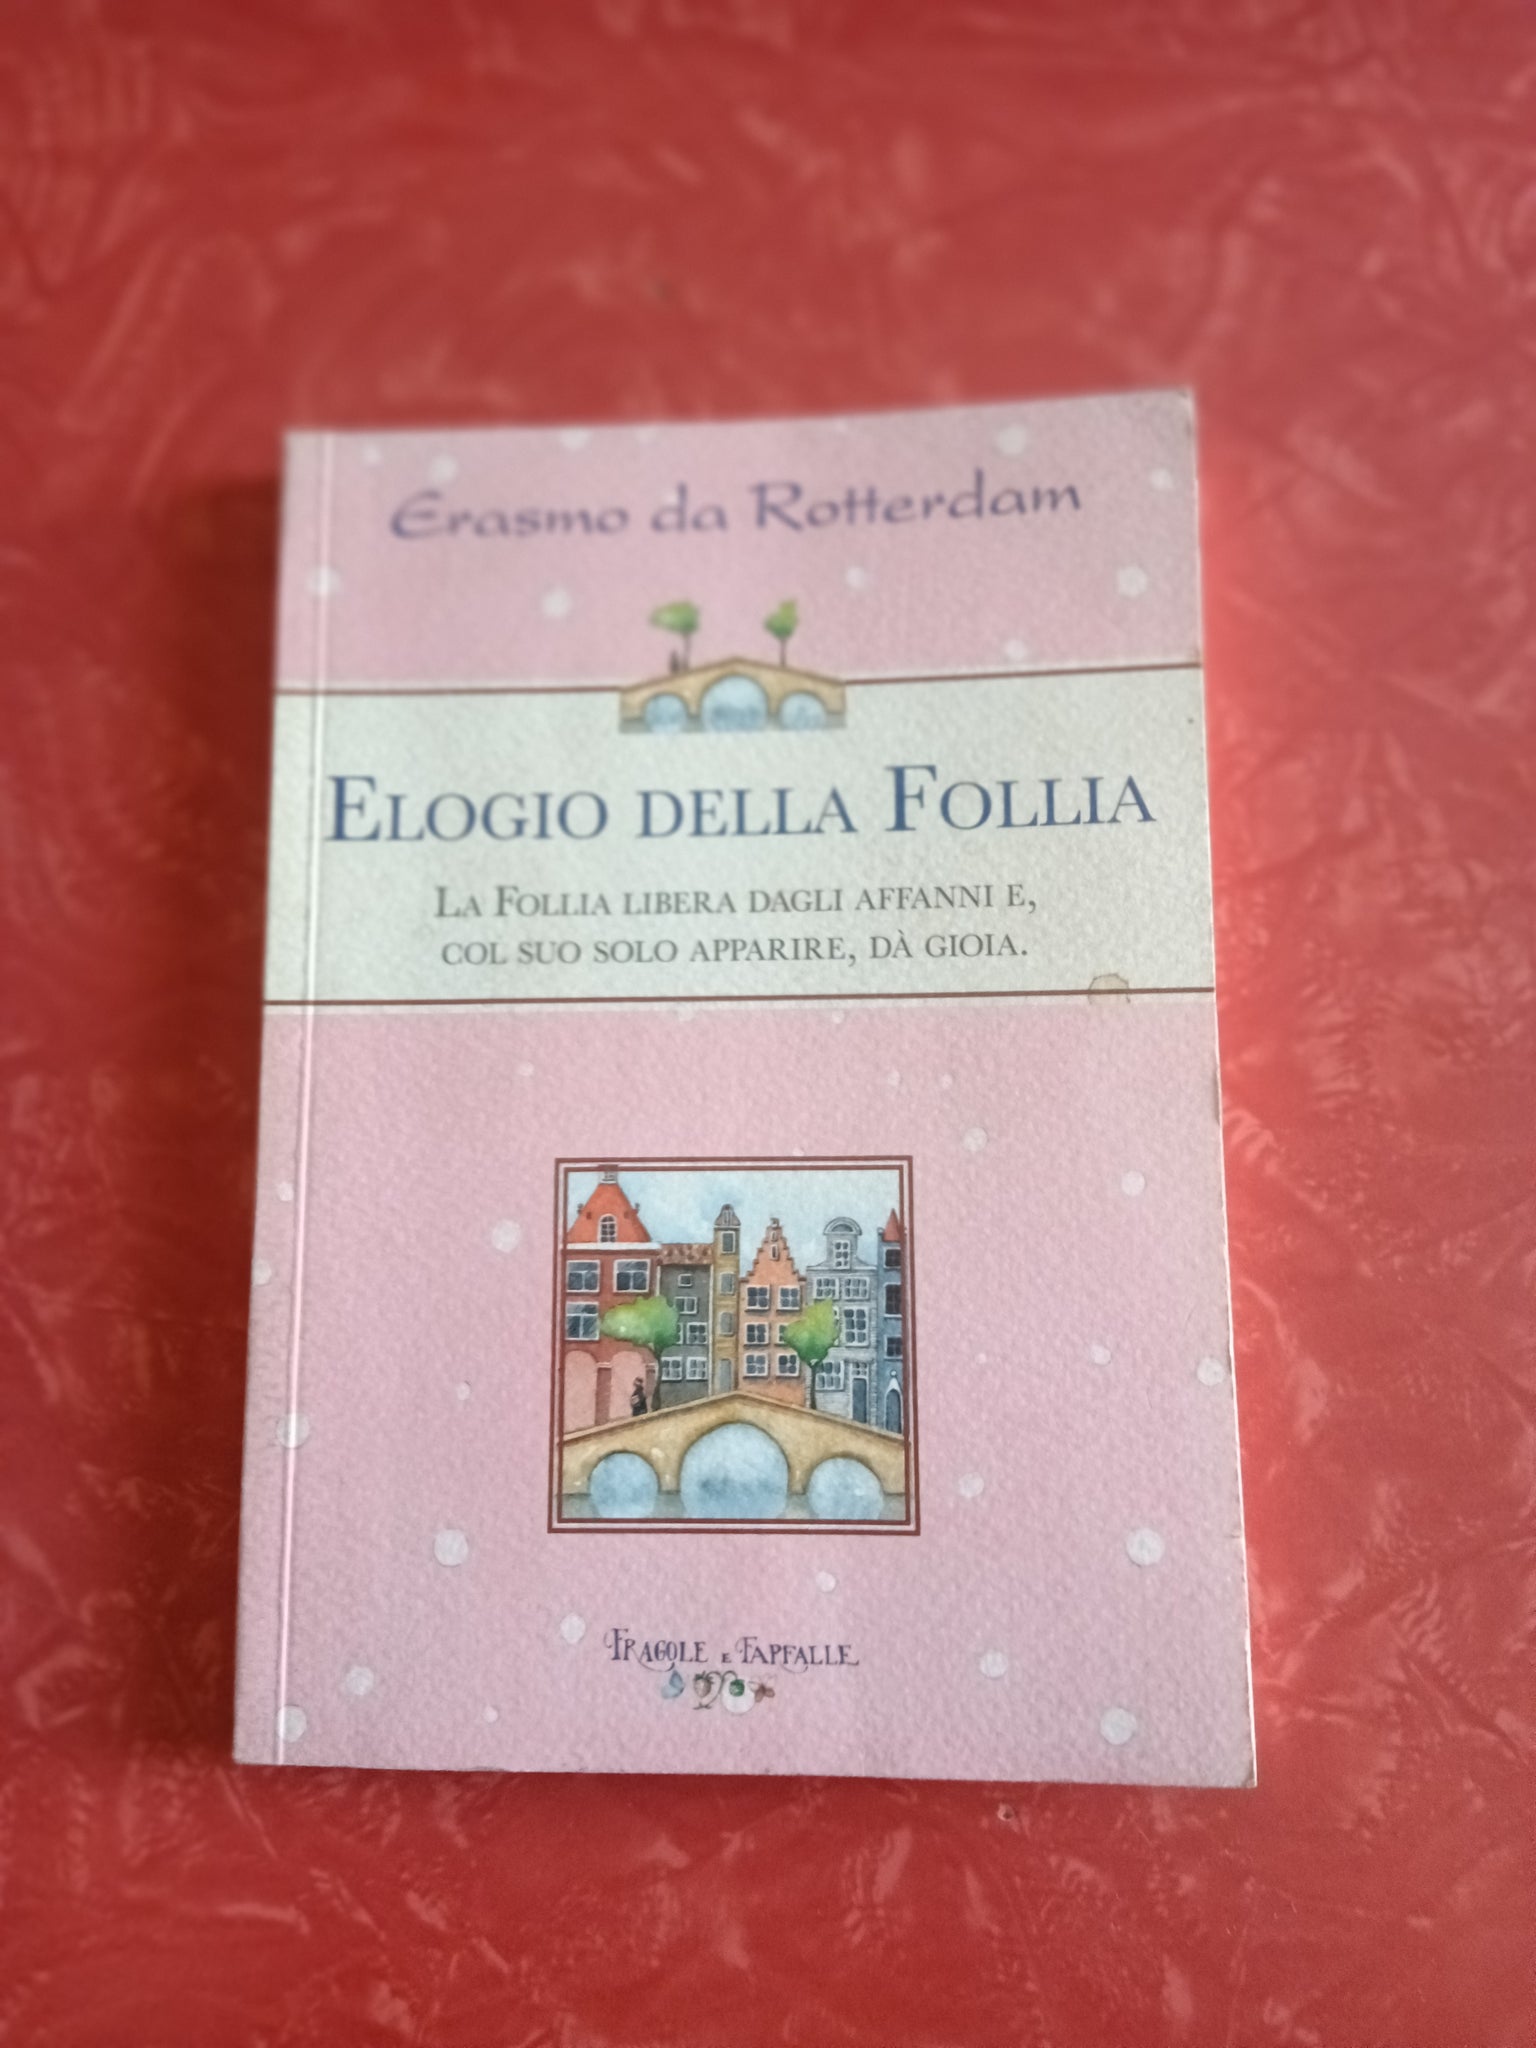 Erasmo da Rotterdam
ELOGIO DELLA FOLLIA
LA FOLLIA LIBERA DAGLI AFFANNI E,
COL SUO SOLO APPARIRE, DÀ GIOIA.
FRAGOLE E FARFALLE